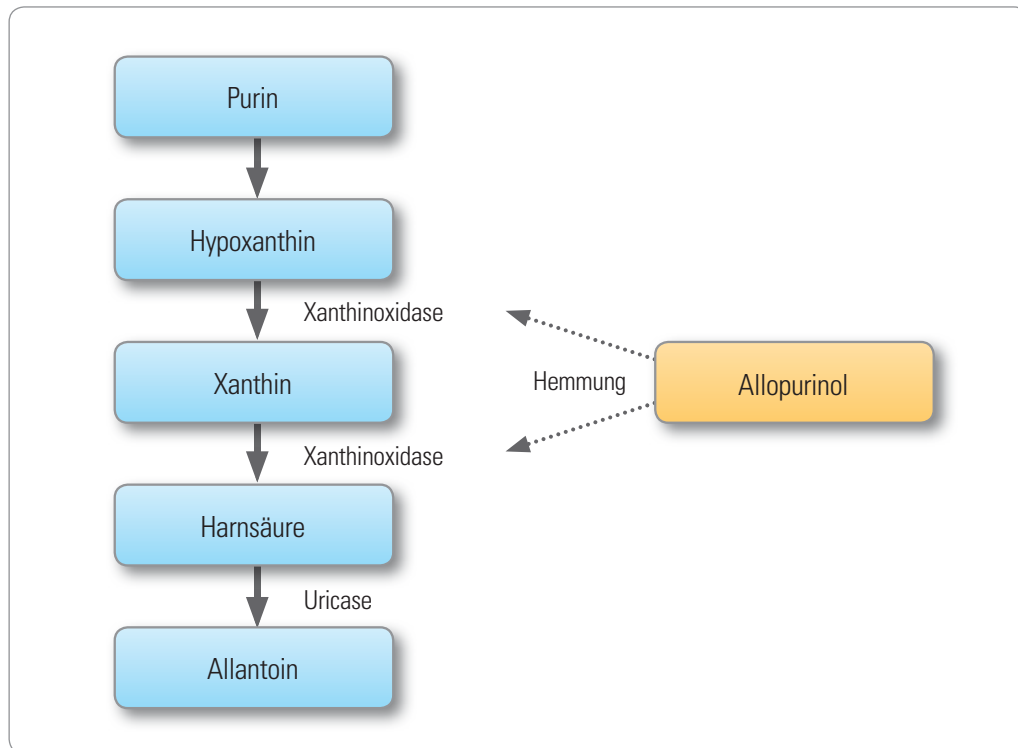 Purin
Hypoxanthin
Xanthinoxidase
Xanthin
Hemmung
Allopurinol
Xanthinoxidase
Harnsäure
Uricase
Allantoin